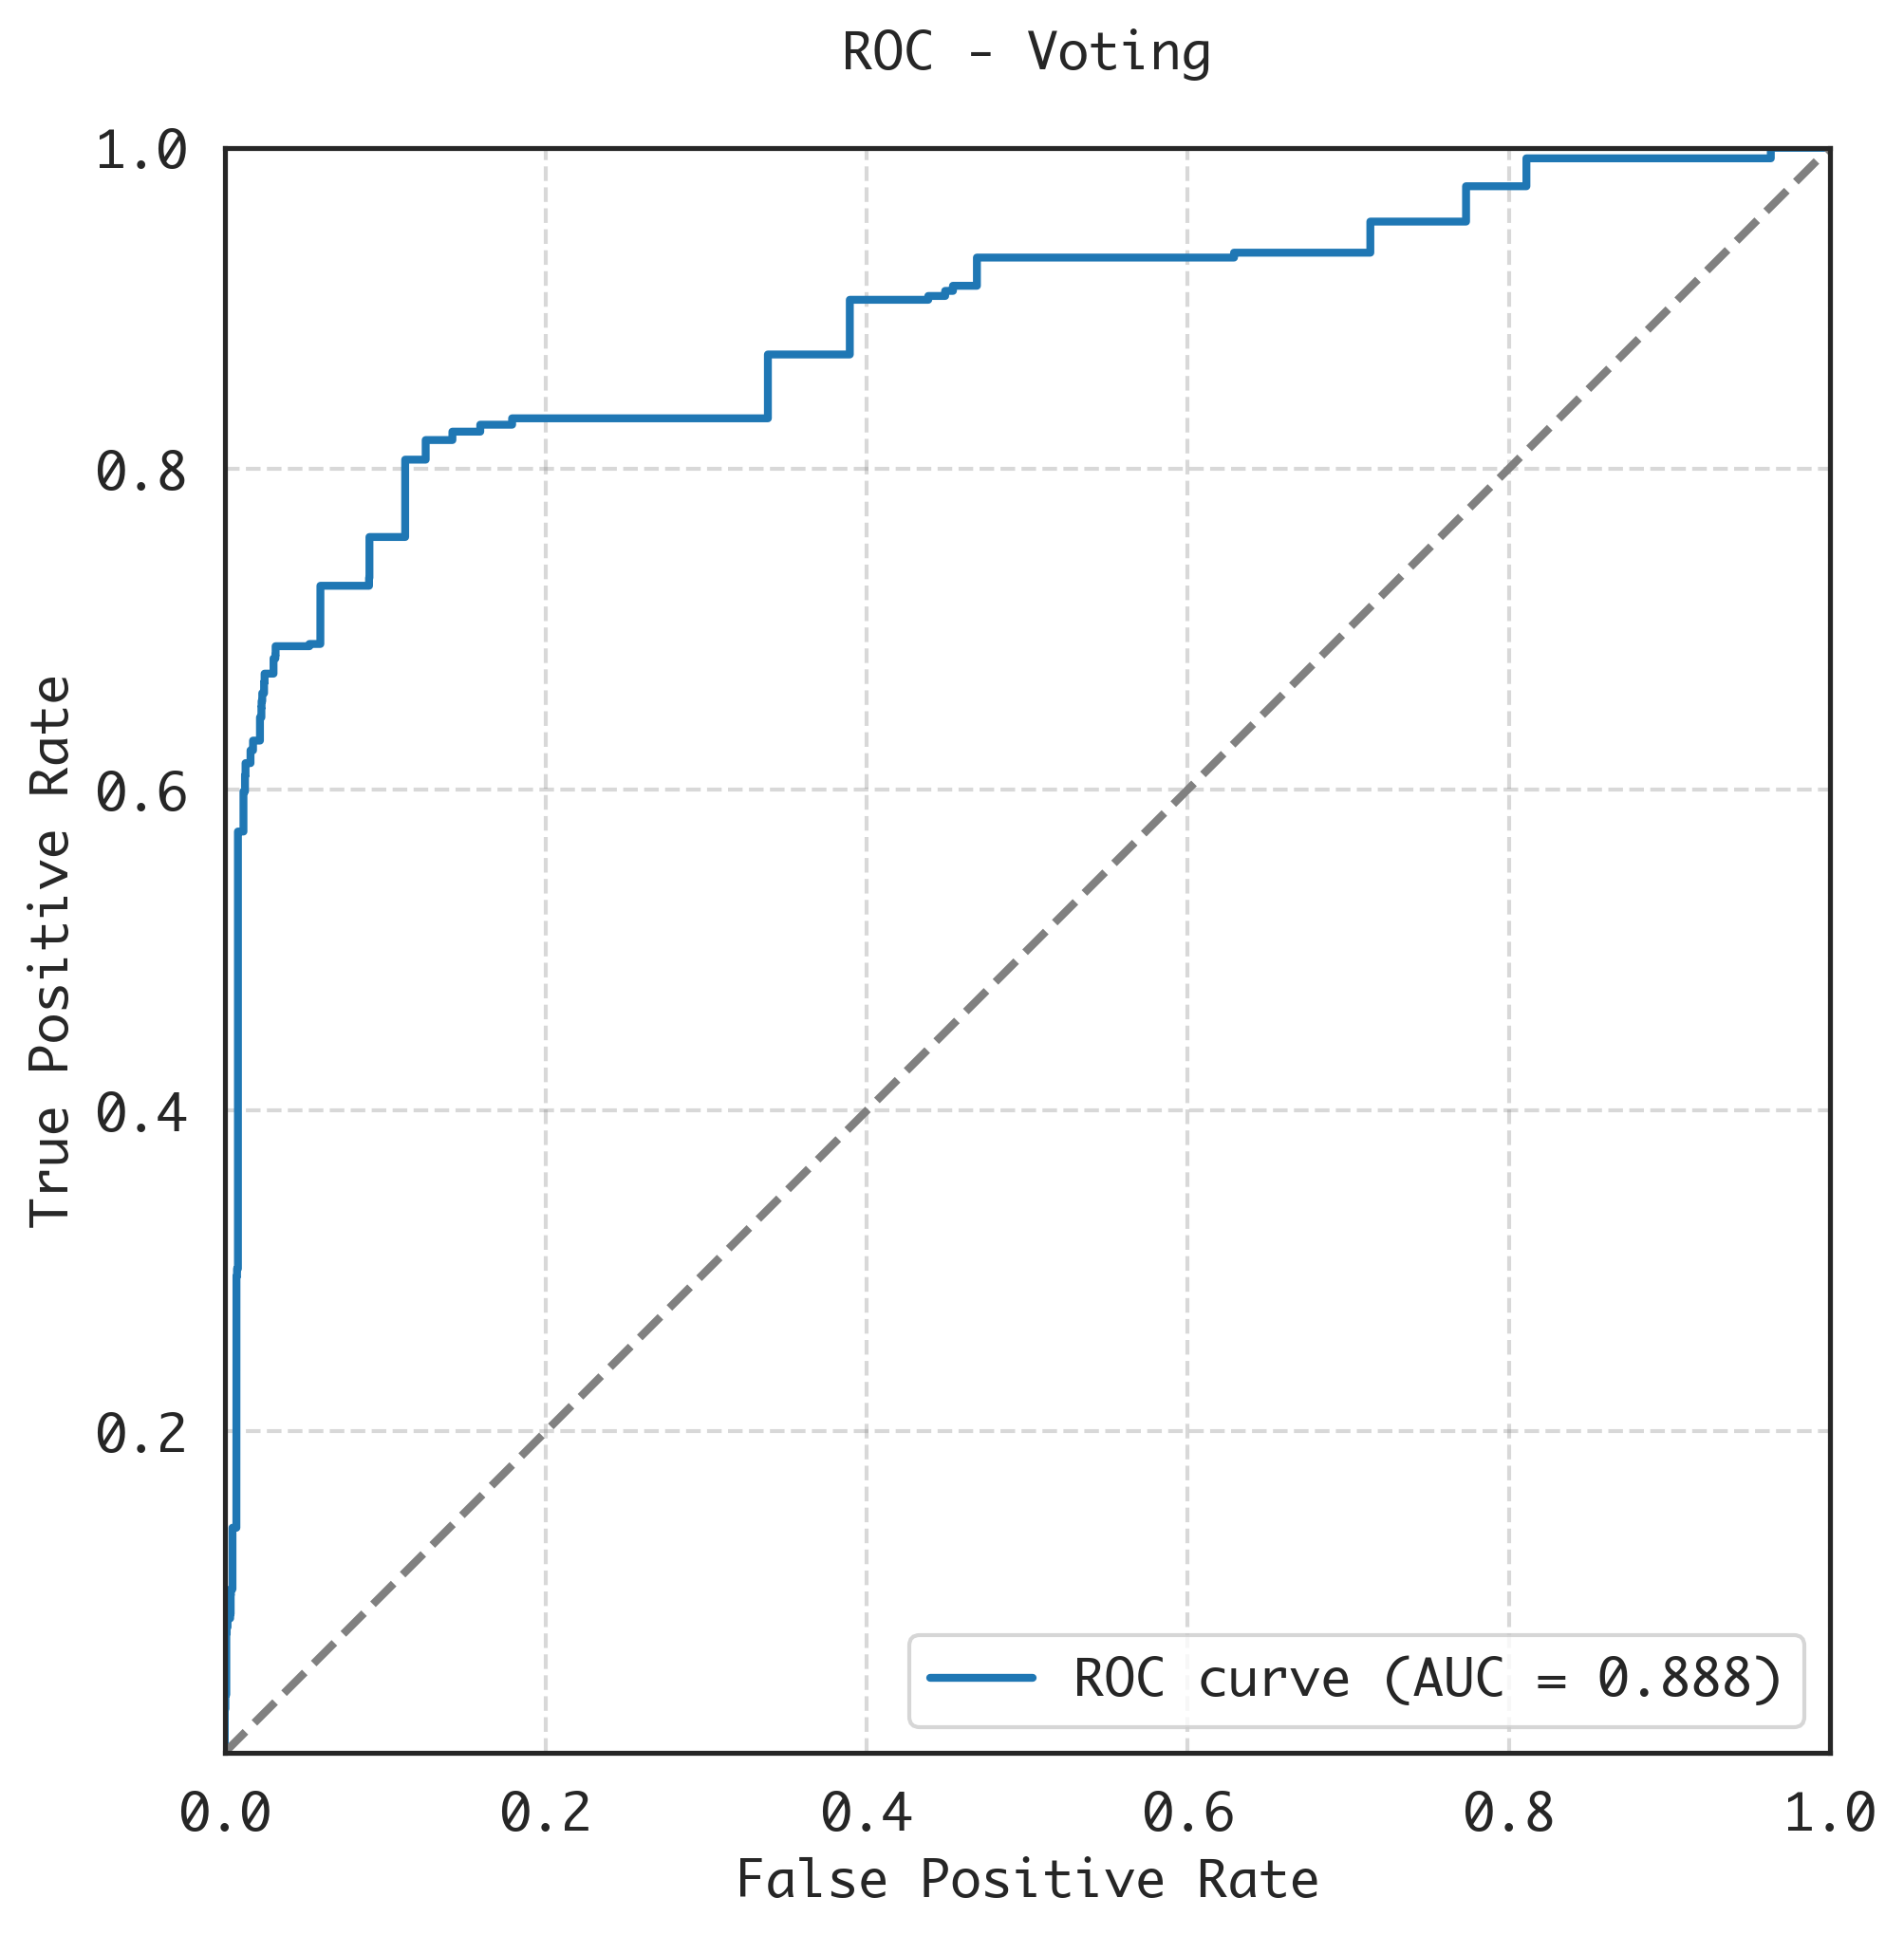 ROC - Voting
1.0
0.8
0.6
0.4
0.2
True Positive Rate
ROC curve (AUC = 0.888)
0.0 0.2 0.4 0.6 0.8 1.0
False Positive Rate